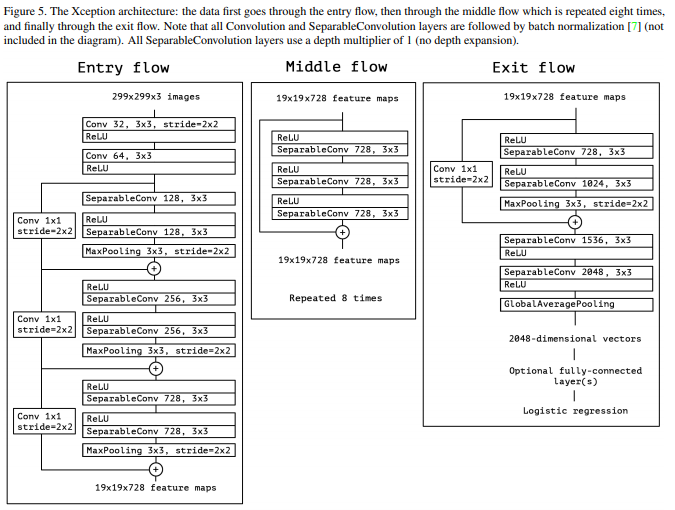 Figure 5. The Xception architecture: the data first goes through the entry flow, then through the middle flow which is repeated eight times,
and finally through the exit flow. Note that all Convolution and SeparableConvolution layers are followed by batch normalization [7] (not
included in the diagram). All SeparableConvolution layers use a depth multiplier of 1 (no depth expansion).
Entry flow
299x299x3 images
Conv 32, 3x3, stride=2x2
ReLU
Conv 64, 3x3
ReLU
SeparableConv 128, 3x3
Conv 1x1
stride=2x2
ReLU
SeparableConv 128, 3x3
MaxPooling 3x3, stride=2x2
+
ReLU
SeparableConv 256, 3x3
Conv 1x1
stride=2x2
ReLU
SeparableConv 256, 3x3
MaxPooling 3x3, stride=2x2
+
ReLU
SeparableConv 728, 3x3
Conv 1x1
stride=2x2
ReLU
SeparableConv 728, 3x3
MaxPooling 3x3, stride=2x2
+
19x19x728 feature maps
Middle flow
19x19x728 feature maps
ReLU
SeparableConv 728, 3x3
ReLU
SeparableConv 728, 3x3
ReLU
SeparableConv 728, 3x3
+
19x19x728 feature maps
Repeated 8 times
Exit flow
19x19x728 feature maps
ReLU
SeparableConv 728, 3x3
Conv 1x1
stride=2x2
ReLU
SeparableConv 1024, 3x3
MaxPooling 3x3, stride=2x2
+
SeparableConv 1536, 3x3
ReLU
SeparableConv 2048, 3x3
ReLU
GlobalAveragePooling
2048-dimensional vectors
Optional fully-connected
layer(s)
Logistic regression